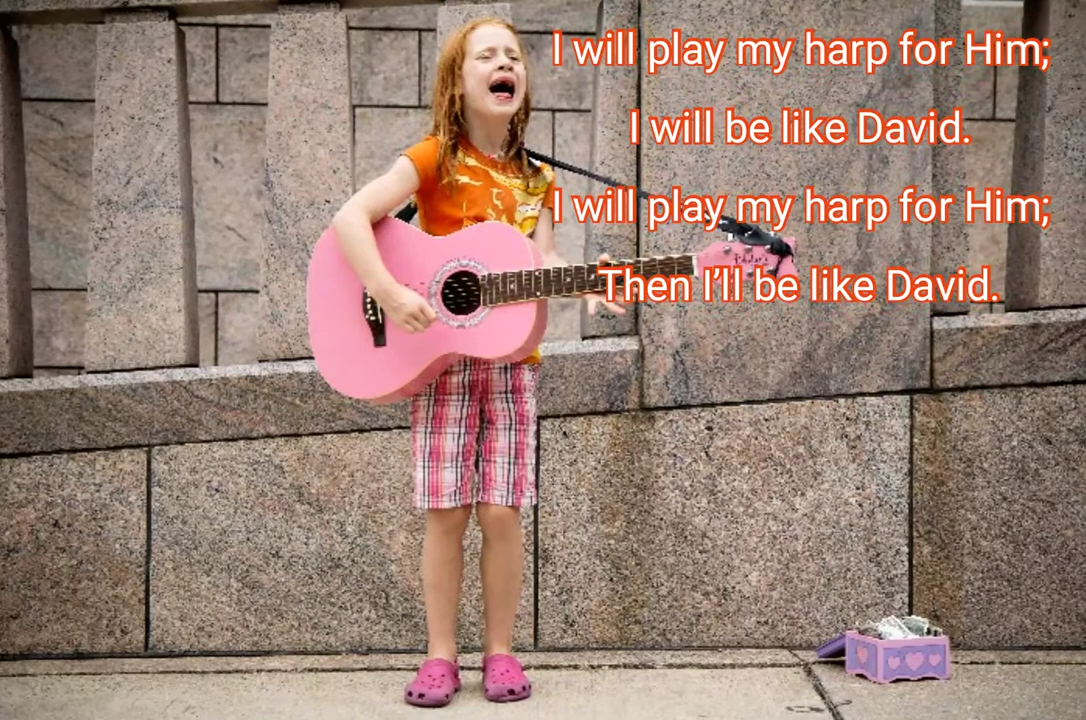 I will play my harp for Him;
I will be like David.
I will play my harp for Him;
Then I’ll be like David.